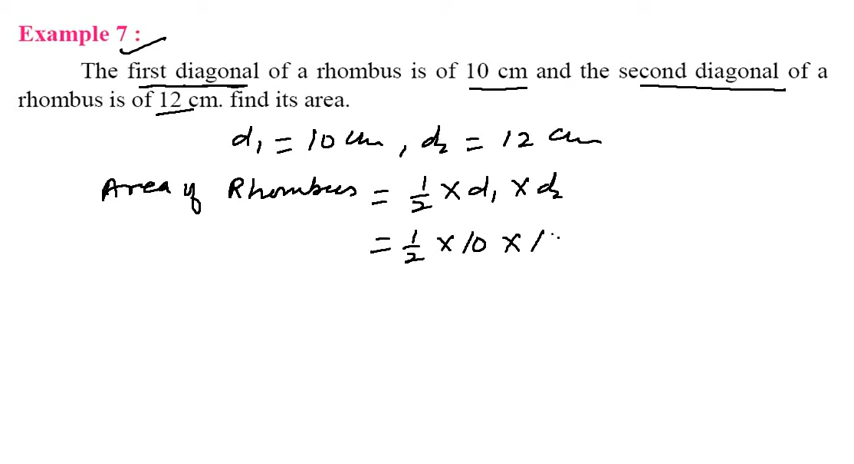 Example 7 :
The first diagonal of a rhombus is of 10 cm and the second diagonal of a
rhombus is of 12 cm. find its area.
d₁ = 10 cm , d₂ = 12 cm
Area of Rhombus = 1/2 × d₁ × d₂
= 1/2 × 10 × 1